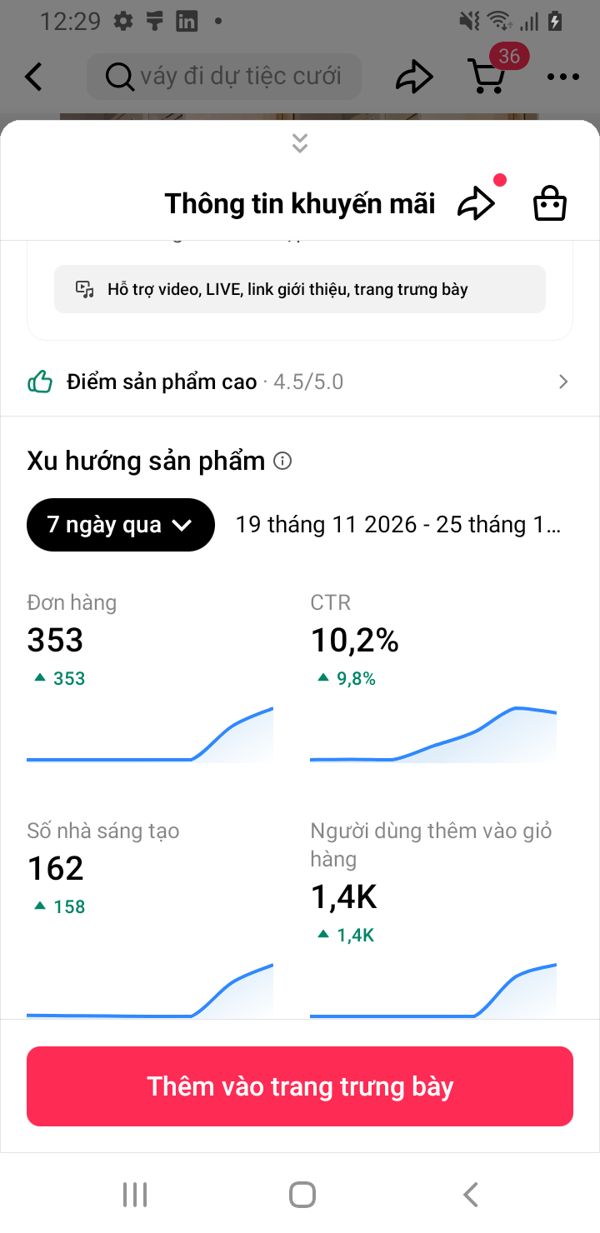 12:29
váy đi dự tiệc cưới
36
Thông tin khuyến mãi
Hỗ trợ video, LIVE, link giới thiệu, trang trưng bày
Điểm sản phẩm cao · 4.5/5.0
Xu hướng sản phẩm
7 ngày qua
19 tháng 11 2026 - 25 tháng 1...
Đơn hàng
353
353
CTR
10,2%
9,8%
Số nhà sáng tạo
162
158
Người dùng thêm vào giỏ
hàng
1,4K
1,4K
Thêm vào trang trưng bày